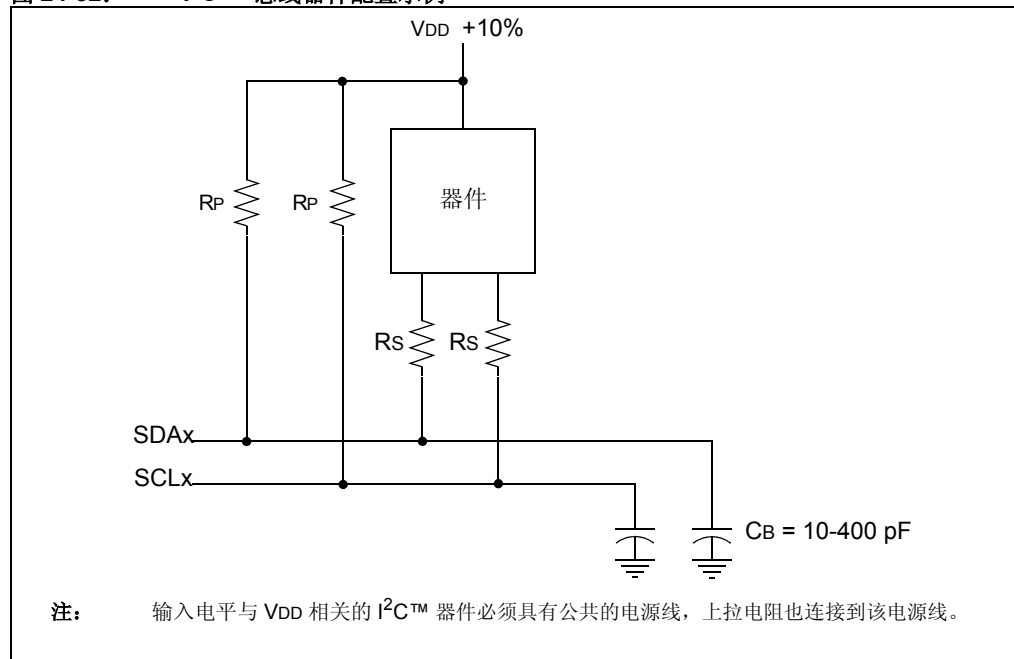 VDD +10%
RP
RP
器件
RS
RS
SDAx
SCLx
CB = 10-400 pF
注： 输入电平与 VDD 相关的 I²C™ 器件必须具有公共的电源线，上拉电阻也连接到该电源线。